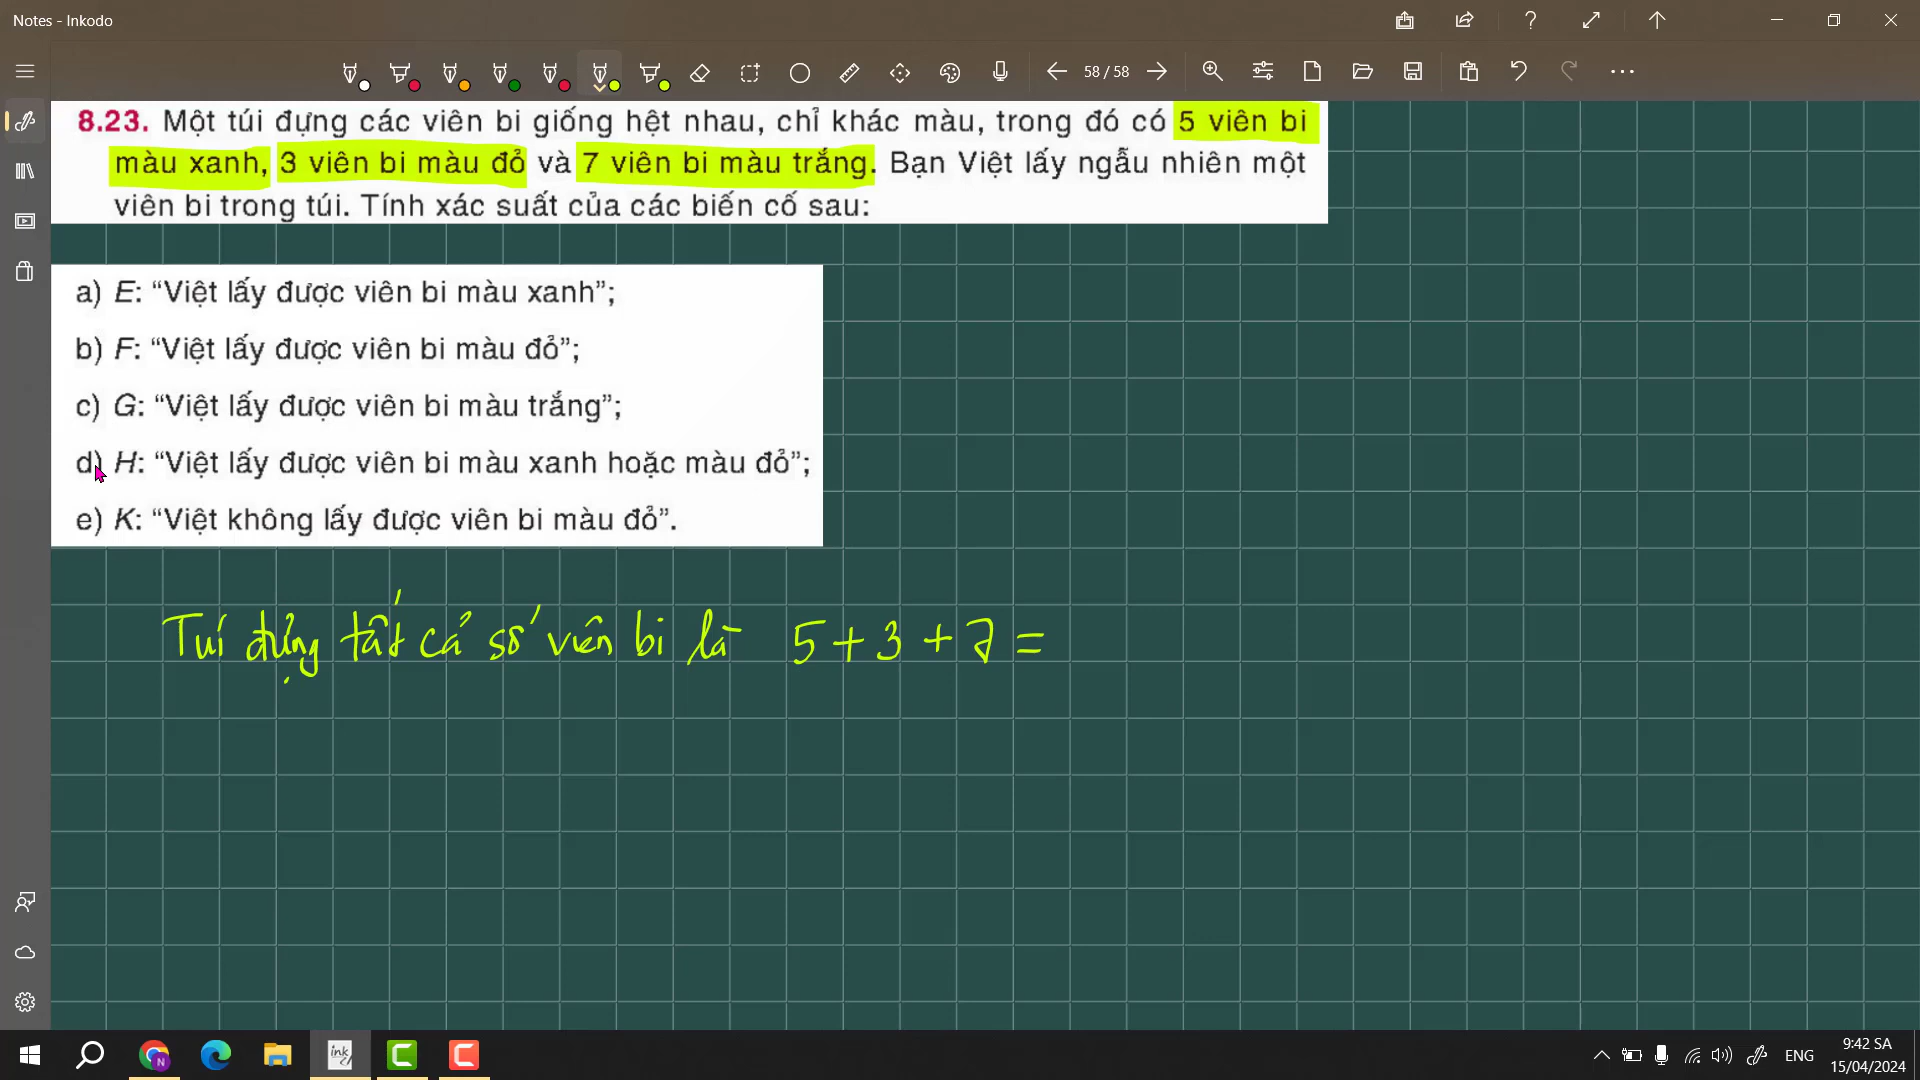 Notes - Inkodo
58 / 58
8.23. Một túi đựng các viên bi giống hệt nhau, chỉ khác màu, trong đó có 5 viên bi
màu xanh, 3 viên bi màu đỏ và 7 viên bi màu trắng. Bạn Việt lấy ngẫu nhiên một
viên bi trong túi. Tính xác suất của các biến cố sau:
a) E: “Việt lấy được viên bi màu xanh”;
b) F: “Việt lấy được viên bi màu đỏ”;
c) G: “Việt lấy được viên bi màu trắng”;
d) H: “Việt lấy được viên bi màu xanh hoặc màu đỏ”;
e) K: “Việt không lấy được viên bi màu đỏ”.
Túi đựng tất cả số viên bi là 5 + 3 + 7 =
N
ink
C
C
ENG
9:42 SA
15/04/2024